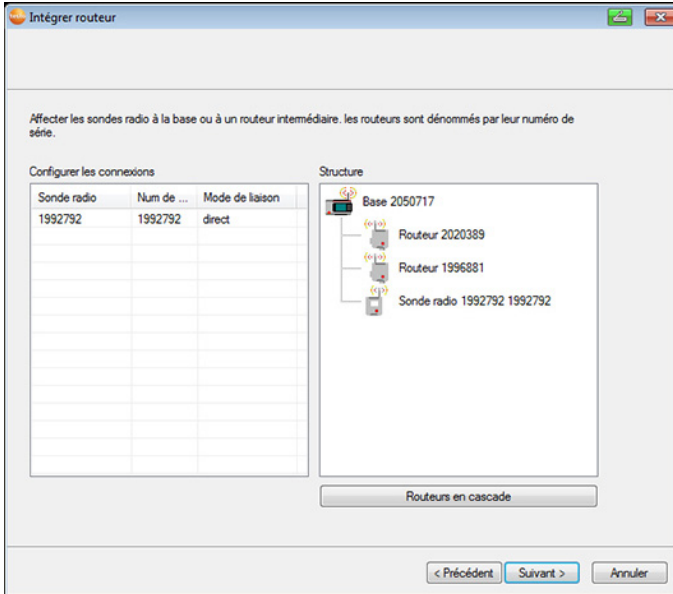 Intégrer routeur
Affecter les sondes radio à la base ou à un routeur intermédiaire. les routeurs sont dénommés par leur numéro de
série.
Configurer les connexions
Structure
Sonde radio Num de ... Mode de liaison
1992792 1992792 direct
Base 2050717
Routeur 2020389
Routeur 1996881
Sonde radio 1992792 1992792
Routeurs en cascade
< Précédent Suivant > Annuler